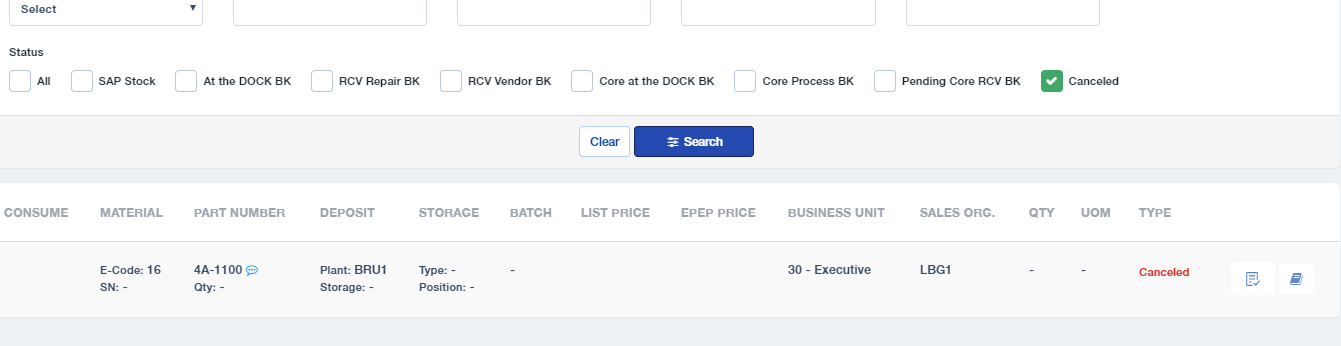 Select
Status
All SAP Stock At the DOCK BK RCV Repair BK RCV Vendor BK Core at the DOCK BK Core Process BK Pending Core RCV BK Canceled
Clear Search
CONSUME MATERIAL PART NUMBER DEPOSIT STORAGE BATCH LIST PRICE EPEP PRICE BUSINESS UNIT SALES ORG. QTY UOM TYPE
E-Code: 16 4A-1100 Plant: BRU1 Type: - - 30 - Executive LBG1 - - Canceled
SN: - Qty: - Storage: - Position: -